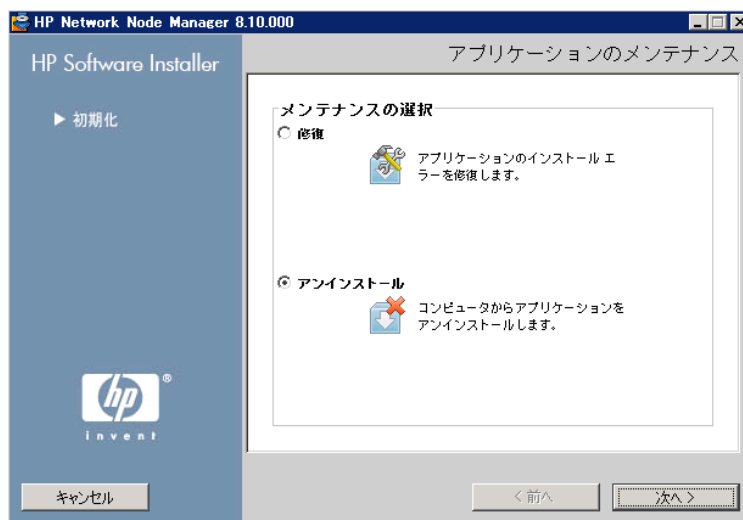 HP Network Node Manager 8.10.000
HP Software Installer
アプリケーションのメンテナンス
▶ 初期化
メンテナンスの選択
修復
アプリケーションのインストール エ
ラーを修復します。
アンインストール
コンピュータからアプリケーションを
アンインストールします。
hp
®
invent
キャンセル
< 前へ
次へ >